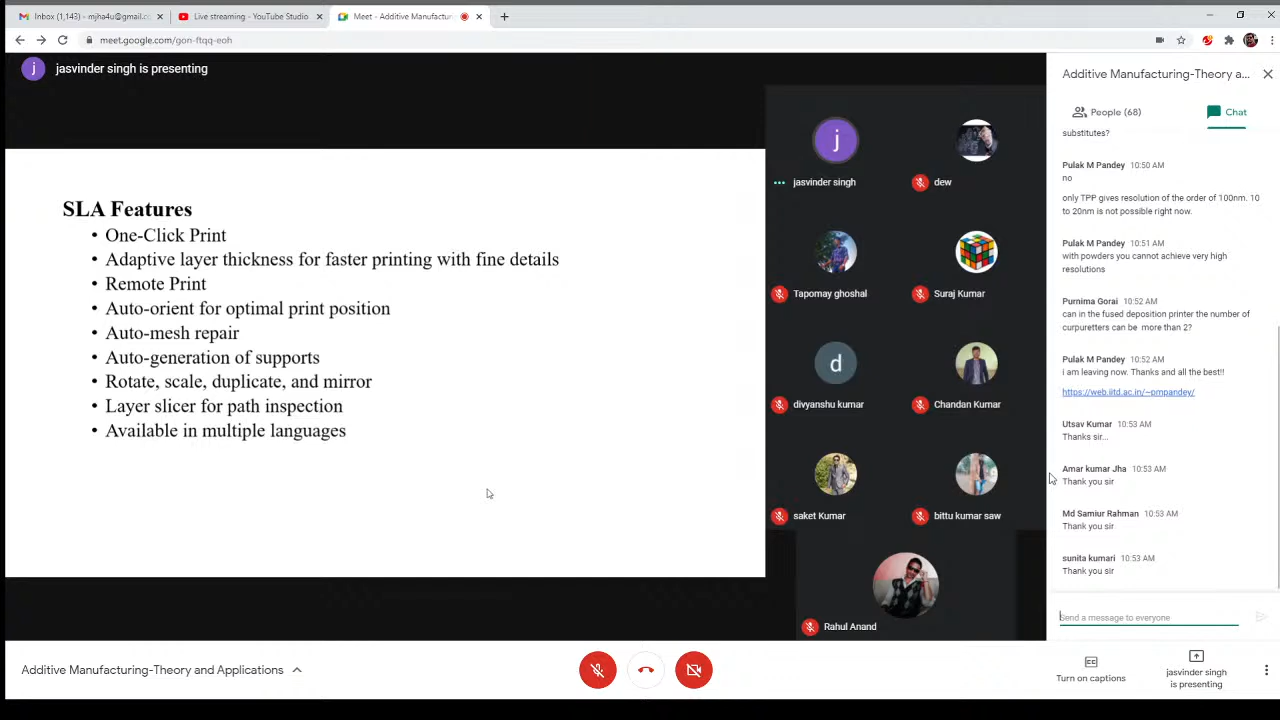 Inbox (1,143) - mjha4u@gmail.c
Live streaming - YouTube Studio
Meet - Additive Manufactur
meet.google.com/gon-ftqq-eoh
j
jasvinder singh is presenting
SLA Features
• One-Click Print
• Adaptive layer thickness for faster printing with fine details
• Remote Print
• Auto-orient for optimal print position
• Auto-mesh repair
• Auto-generation of supports
• Rotate, scale, duplicate, and mirror
• Layer slicer for path inspection
• Available in multiple languages
j
jasvinder singh
dew
Tapomay ghoshal
Suraj Kumar
d
divyanshu kumar
Chandan Kumar
saket Kumar
bittu kumar saw
Rahul Anand
Additive Manufacturing-Theory a...
People (68)
Chat
substitutes?
Pulak M Pandey 10:50 AM
no
only TPP gives resolution of the order of 100nm. 10
to 20nm is not possible right now.
Pulak M Pandey 10:51 AM
with powders you cannot achieve very high
resolutions
Purnima Gorai 10:52 AM
can in the fused deposition printer the number of
curpuretters can be more than 2?
Pulak M Pandey 10:52 AM
i am leaving now. Thanks and all the best!!
https://web.iitd.ac.in/~pmpandey/
Utsav Kumar 10:53 AM
Thanks sir...
Amar kumar Jha 10:53 AM
Thank you sir
Md Samiur Rahman 10:53 AM
Thank you sir
sunita kumari 10:53 AM
Thank you sir
Send a message to everyone
Additive Manufacturing-Theory and Applications
CC
Turn on captions
jasvinder singh
is presenting